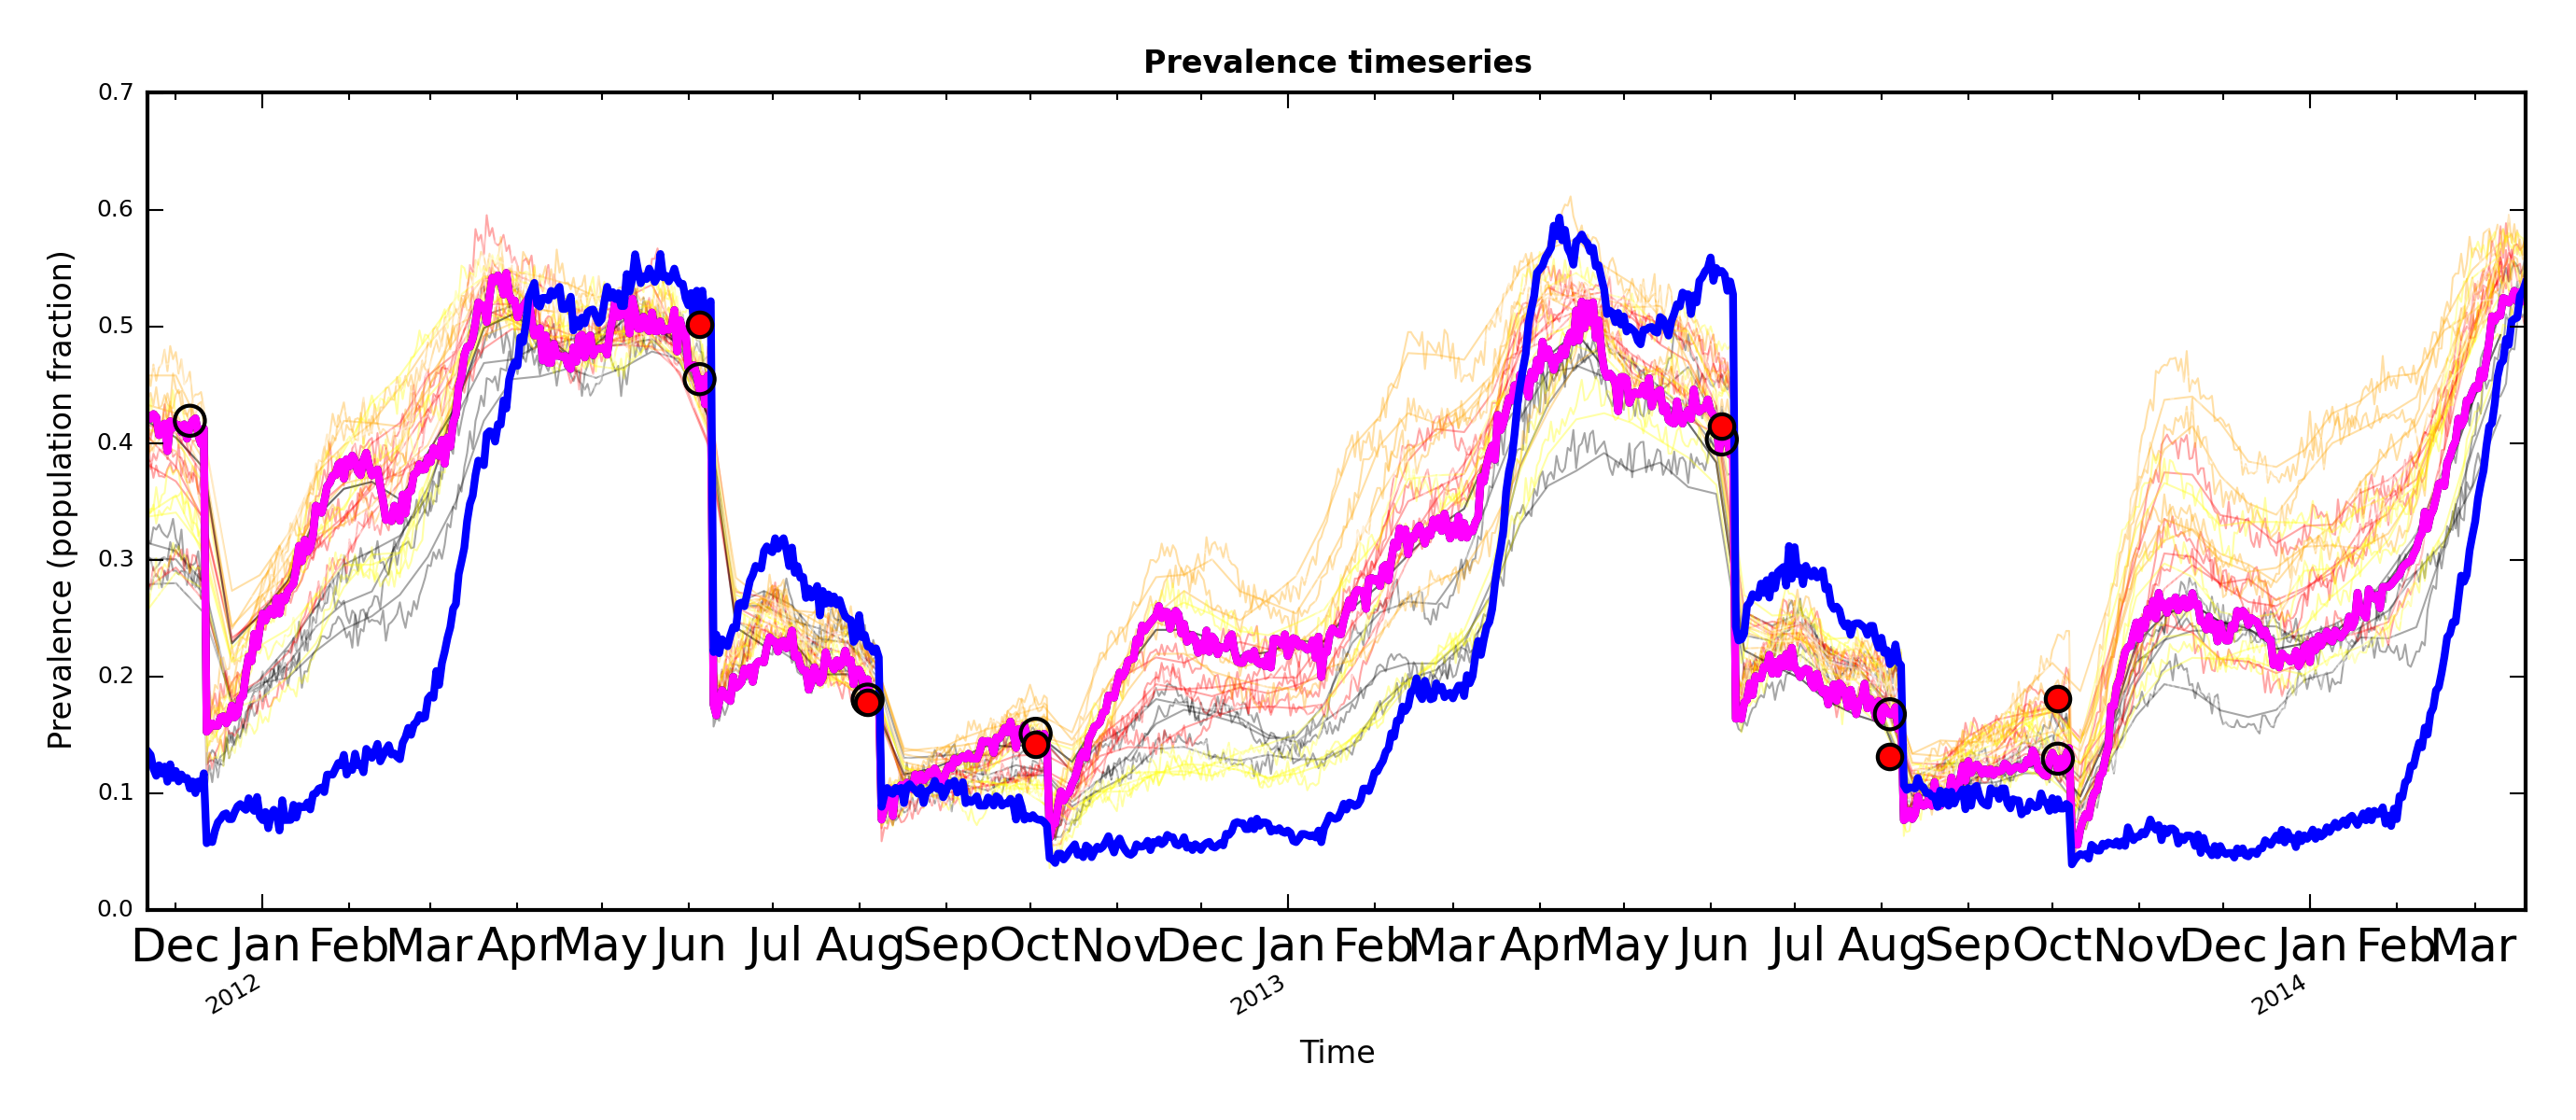 Prevalence timeseries
Prevalence (population fraction)
0.7
0.6
0.5
0.4
0.3
0.2
0.1
0.0
Dec Jan Feb Mar Apr May Jun Jul Aug Sep Oct Nov Dec Jan Feb Mar Apr May Jun Jul Aug Sep Oct Nov Dec Jan Feb Mar
2012 2013 2014
Time